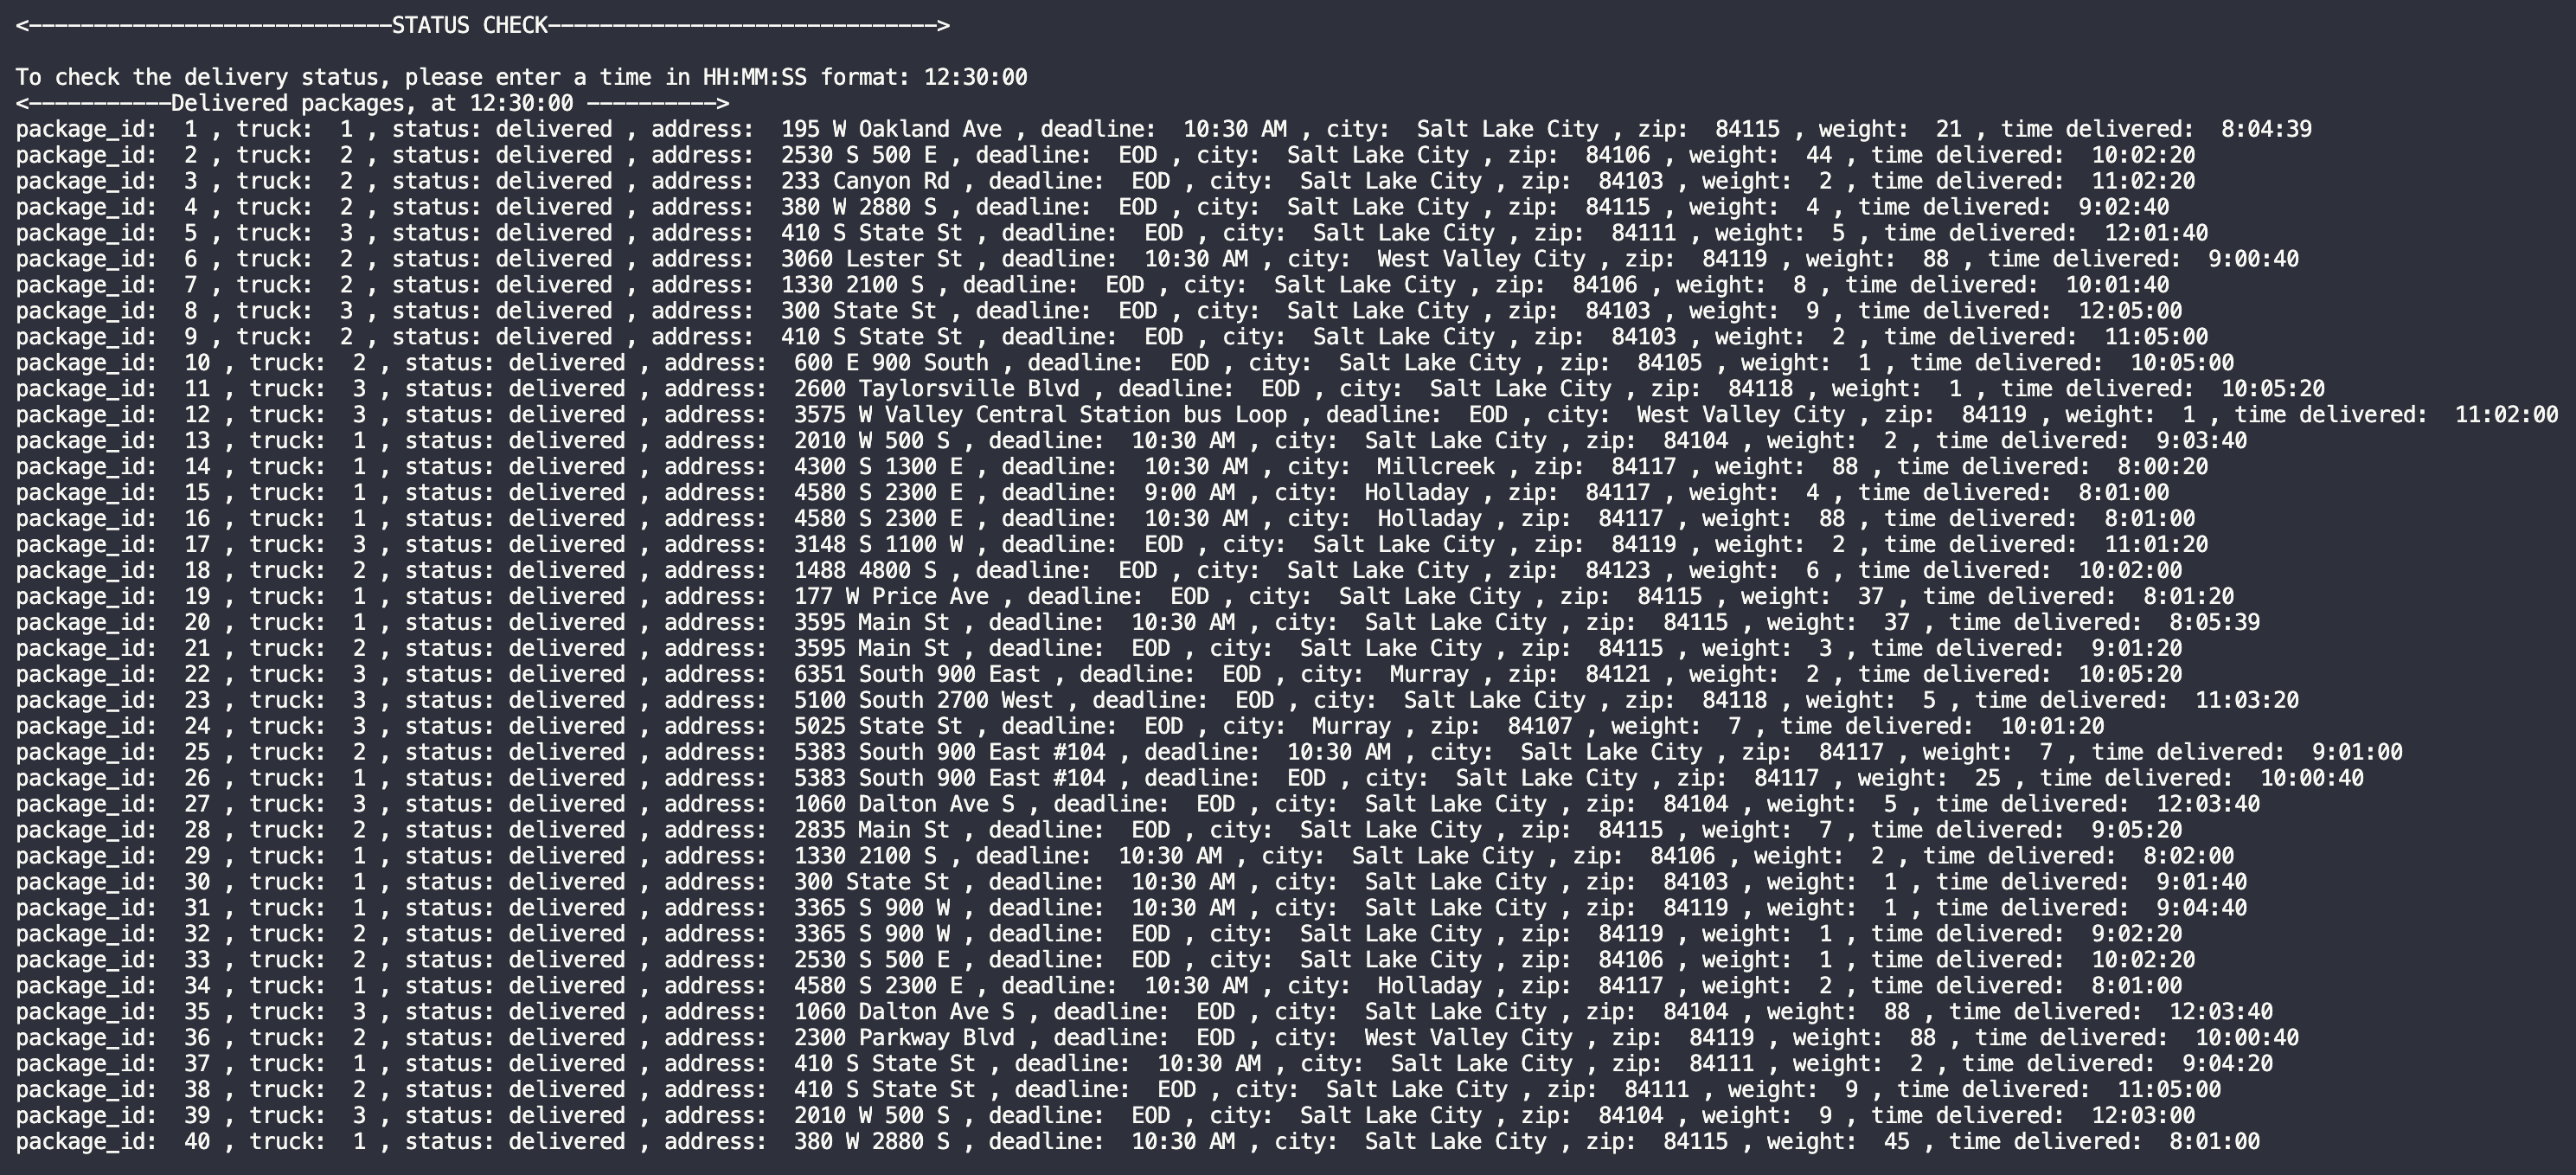 <----------------------------STATUS CHECK------------------------------>
To check the delivery status, please enter a time in HH:MM:SS format: 12:30:00
<-----------Delivered packages, at 12:30:00 ---------->
package_id:  1 , truck:  1 , status: delivered , address:  195 W Oakland Ave , deadline:  10:30 AM , city:  Salt Lake City , zip:  84115 , weight:  21 , time delivered:  8:04:39
package_id:  2 , truck:  2 , status: delivered , address:  2530 S 500 E , deadline:  EOD , city:  Salt Lake City , zip:  84106 , weight:  44 , time delivered:  10:02:20
package_id:  3 , truck:  2 , status: delivered , address:  233 Canyon Rd , deadline:  EOD , city:  Salt Lake City , zip:  84103 , weight:  2 , time delivered:  11:02:20
package_id:  4 , truck:  2 , status: delivered , address:  380 W 2880 S , deadline:  EOD , city:  Salt Lake City , zip:  84115 , weight:  4 , time delivered:  9:02:40
package_id:  5 , truck:  3 , status: delivered , address:  410 S State St , deadline:  EOD , city:  Salt Lake City , zip:  84111 , weight:  5 , time delivered:  12:01:40
package_id:  6 , truck:  2 , status: delivered , address:  3060 Lester St , deadline:  10:30 AM , city:  West Valley City , zip:  84119 , weight:  88 , time delivered:  9:00:40
package_id:  7 , truck:  2 , status: delivered , address:  1330 2100 S , deadline:  EOD , city:  Salt Lake City , zip:  84106 , weight:  8 , time delivered:  10:01:40
package_id:  8 , truck:  3 , status: delivered , address:  300 State St , deadline:  EOD , city:  Salt Lake City , zip:  84103 , weight:  9 , time delivered:  12:05:00
package_id:  9 , truck:  2 , status: delivered , address:  410 S State St , deadline:  EOD , city:  Salt Lake City , zip:  84103 , weight:  2 , time delivered:  11:05:00
package_id:  10 , truck:  2 , status: delivered , address:  600 E 900 South , deadline:  EOD , city:  Salt Lake City , zip:  84105 , weight:  1 , time delivered:  10:05:00
package_id:  11 , truck:  3 , status: delivered , address:  2600 Taylorsville Blvd , deadline:  EOD , city:  Salt Lake City , zip:  84118 , weight:  1 , time delivered:  10:05:20
package_id:  12 , truck:  3 , status: delivered , address:  3575 W Valley Central Station bus Loop , deadline:  EOD , city:  West Valley City , zip:  84119 , weight:  1 , time delivered:  11:02:00
package_id:  13 , truck:  1 , status: delivered , address:  2010 W 500 S , deadline:  10:30 AM , city:  Salt Lake City , zip:  84104 , weight:  2 , time delivered:  9:03:40
package_id:  14 , truck:  1 , status: delivered , address:  4300 S 1300 E , deadline:  10:30 AM , city:  Millcreek , zip:  84117 , weight:  88 , time delivered:  8:00:20
package_id:  15 , truck:  1 , status: delivered , address:  4580 S 2300 E , deadline:  9:00 AM , city:  Holladay , zip:  84117 , weight:  4 , time delivered:  8:01:00
package_id:  16 , truck:  1 , status: delivered , address:  4580 S 2300 E , deadline:  10:30 AM , city:  Holladay , zip:  84117 , weight:  88 , time delivered:  8:01:00
package_id:  17 , truck:  3 , status: delivered , address:  3148 S 1100 W , deadline:  EOD , city:  Salt Lake City , zip:  84119 , weight:  2 , time delivered:  11:01:20
package_id:  18 , truck:  2 , status: delivered , address:  1488 4800 S , deadline:  EOD , city:  Salt Lake City , zip:  84123 , weight:  6 , time delivered:  10:02:00
package_id:  19 , truck:  1 , status: delivered , address:  177 W Price Ave , deadline:  EOD , city:  Salt Lake City , zip:  84115 , weight:  37 , time delivered:  8:01:20
package_id:  20 , truck:  1 , status: delivered , address:  3595 Main St , deadline:  10:30 AM , city:  Salt Lake City , zip:  84115 , weight:  37 , time delivered:  8:05:39
package_id:  21 , truck:  2 , status: delivered , address:  3595 Main St , deadline:  EOD , city:  Salt Lake City , zip:  84115 , weight:  3 , time delivered:  9:01:20
package_id:  22 , truck:  3 , status: delivered , address:  6351 South 900 East , deadline:  EOD , city:  Murray , zip:  84121 , weight:  2 , time delivered:  10:05:20
package_id:  23 , truck:  3 , status: delivered , address:  5100 South 2700 West , deadline:  EOD , city:  Salt Lake City , zip:  84118 , weight:  5 , time delivered:  11:03:20
package_id:  24 , truck:  3 , status: delivered , address:  5025 State St , deadline:  EOD , city:  Murray , zip:  84107 , weight:  7 , time delivered:  10:01:20
package_id:  25 , truck:  2 , status: delivered , address:  5383 South 900 East #104 , deadline:  10:30 AM , city:  Salt Lake City , zip:  84117 , weight:  7 , time delivered:  9:01:00
package_id:  26 , truck:  1 , status: delivered , address:  5383 South 900 East #104 , deadline:  EOD , city:  Salt Lake City , zip:  84117 , weight:  25 , time delivered:  10:00:40
package_id:  27 , truck:  3 , status: delivered , address:  1060 Dalton Ave S , deadline:  EOD , city:  Salt Lake City , zip:  84104 , weight:  5 , time delivered:  12:03:40
package_id:  28 , truck:  2 , status: delivered , address:  2835 Main St , deadline:  EOD , city:  Salt Lake City , zip:  84115 , weight:  7 , time delivered:  9:05:20
package_id:  29 , truck:  1 , status: delivered , address:  1330 2100 S , deadline:  10:30 AM , city:  Salt Lake City , zip:  84106 , weight:  2 , time delivered:  8:02:00
package_id:  30 , truck:  1 , status: delivered , address:  300 State St , deadline:  10:30 AM , city:  Salt Lake City , zip:  84103 , weight:  1 , time delivered:  9:01:40
package_id:  31 , truck:  1 , status: delivered , address:  3365 S 900 W , deadline:  10:30 AM , city:  Salt Lake City , zip:  84119 , weight:  1 , time delivered:  9:04:40
package_id:  32 , truck:  2 , status: delivered , address:  3365 S 900 W , deadline:  EOD , city:  Salt Lake City , zip:  84119 , weight:  1 , time delivered:  9:02:20
package_id:  33 , truck:  2 , status: delivered , address:  2530 S 500 E , deadline:  EOD , city:  Salt Lake City , zip:  84106 , weight:  1 , time delivered:  10:02:20
package_id:  34 , truck:  1 , status: delivered , address:  4580 S 2300 E , deadline:  10:30 AM , city:  Holladay , zip:  84117 , weight:  2 , time delivered:  8:01:00
package_id:  35 , truck:  3 , status: delivered , address:  1060 Dalton Ave S , deadline:  EOD , city:  Salt Lake City , zip:  84104 , weight:  88 , time delivered:  12:03:40
package_id:  36 , truck:  2 , status: delivered , address:  2300 Parkway Blvd , deadline:  EOD , city:  West Valley City , zip:  84119 , weight:  88 , time delivered:  10:00:40
package_id:  37 , truck:  1 , status: delivered , address:  410 S State St , deadline:  10:30 AM , city:  Salt Lake City , zip:  84111 , weight:  2 , time delivered:  9:04:20
package_id:  38 , truck:  2 , status: delivered , address:  410 S State St , deadline:  EOD , city:  Salt Lake City , zip:  84111 , weight:  9 , time delivered:  11:05:00
package_id:  39 , truck:  3 , status: delivered , address:  2010 W 500 S , deadline:  EOD , city:  Salt Lake City , zip:  84104 , weight:  9 , time delivered:  12:03:00
package_id:  40 , truck:  1 , status: delivered , address:  380 W 2880 S , deadline:  10:30 AM , city:  Salt Lake City , zip:  84115 , weight:  45 , time delivered:  8:01:00